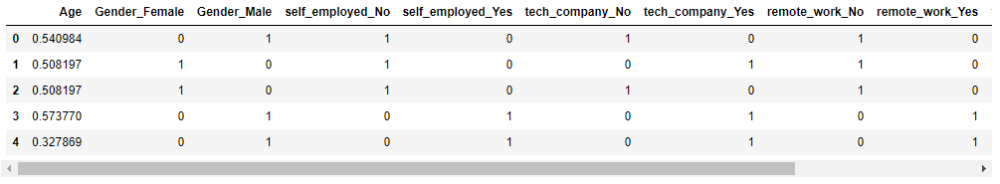 Age Gender_Female Gender_Male self_employed_No self_employed_Yes tech_company_No tech_company_Yes remote_work_No remote_work_Yes
0 0.540984 0 1 1 0 1 0 1 0
1 0.508197 1 0 1 0 0 1 1 0
2 0.508197 1 0 1 0 1 0 1 0
3 0.573770 0 1 0 1 0 1 0 1
4 0.327869 0 1 0 1 0 1 0 1